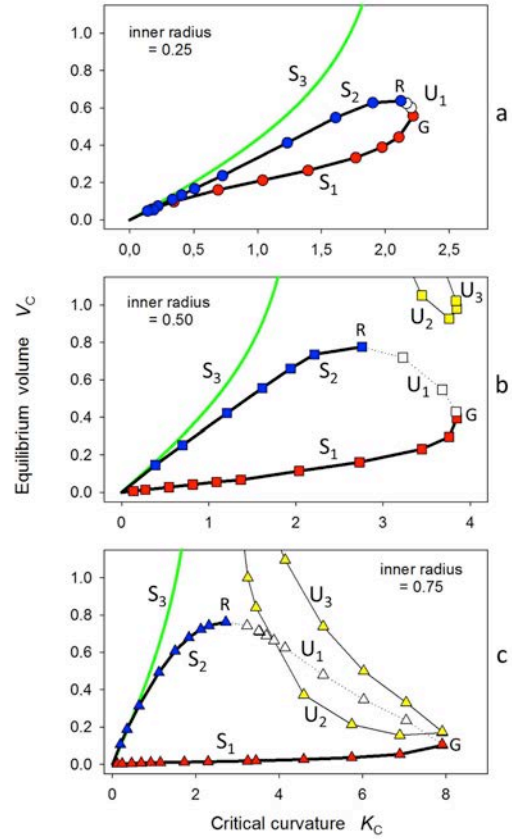 inner radius
= 0.25
S3
S2
R
U1
G
S1
a
1.0
0.8
0.6
0.4
0.2
0.0
0,0
0,5
1,0
1,5
2,0
2,5
inner radius
= 0.50
S3
S2
R
U1
U2
U3
G
S1
b
1.0
0.8
0.6
0.4
0.2
0.0
0
1
2
3
4
Equilibrium volume VC
inner radius
= 0.75
S3
S2
R
U3
U1
U2
S1
G
c
1.0
0.8
0.6
0.4
0.2
0.0
0
2
4
6
8
Critical curvature KC